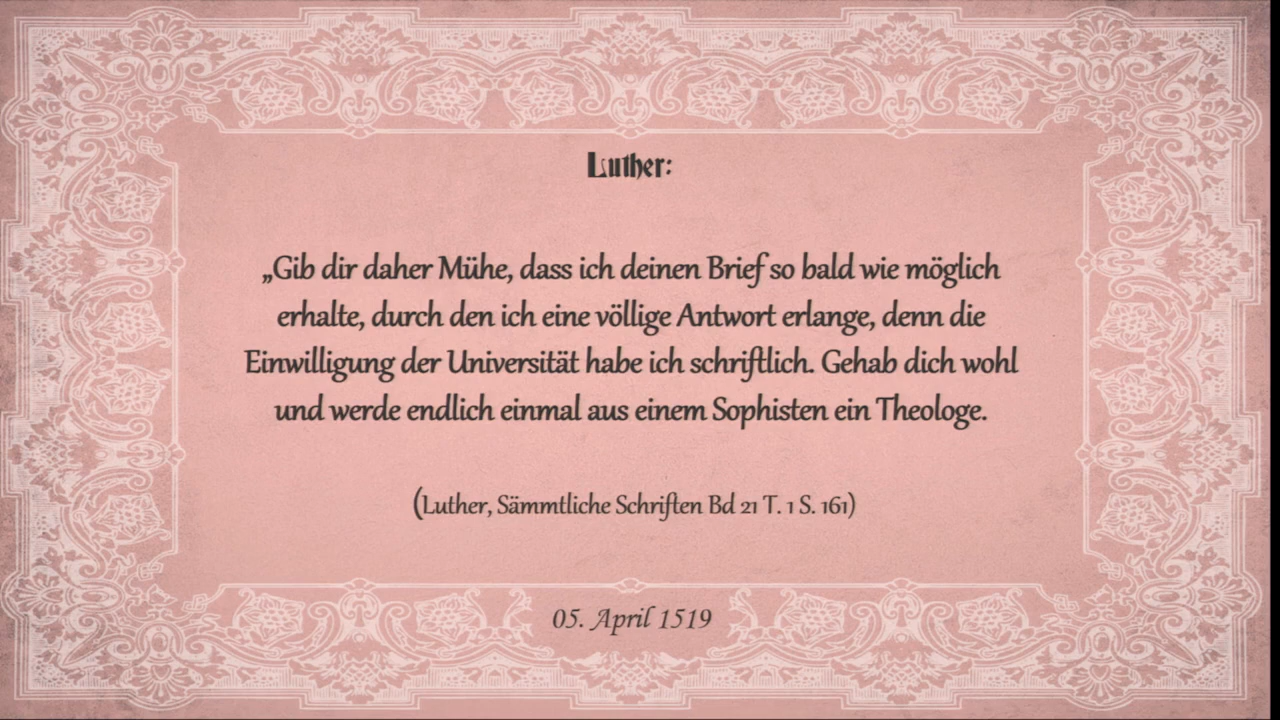 Luther:
„Gib dir daher Mühe, dass ich deinen Brief so bald wie möglich
erhalte, durch den ich eine völlige Antwort erlange, denn die
Einwilligung der Universität habe ich schriftlich. Gehab dich wohl
und werde endlich einmal aus einem Sophisten ein Theologe.
(Luther, Sämmtliche Schriften Bd 21 T. 1 S. 161)
05. April 1519